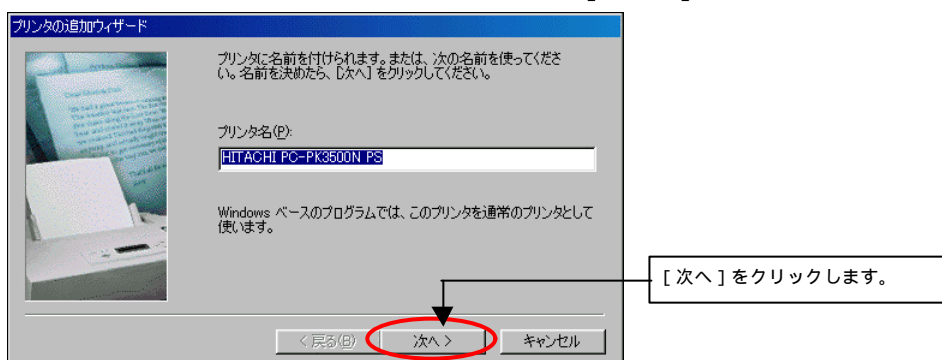 プリンタの追加ウィザード
プリンタに名前を付けられます。または、次の名前を使ってくださ
い。名前を決めたら、[次へ] をクリックしてください。
プリンタ名(P):
HITACHI PC-PK3500N PS
Windows ベースのプログラムでは、このプリンタを通常のプリンタとして
使います。
[ 次へ ] をクリックします。
< 戻る(B)
次へ >
キャンセル